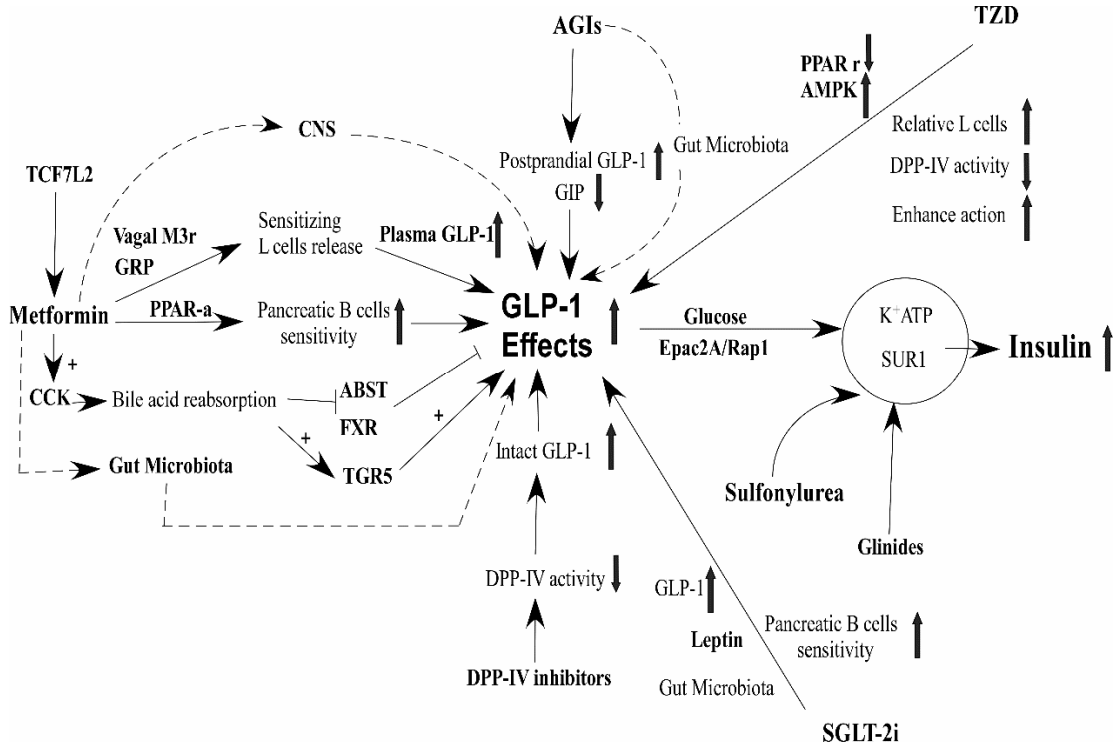 AGIs
TZD
PPAR r
AMPK
CNS
Relative L cells
Gut Microbiota
Postprandial GLP-1
GIP
DPP-IV activity
Enhance action
TCF7L2
Vagal M3r
GRP
Sensitizing
L cells release
Plasma GLP-1
Metformin
PPAR-a
Pancreatic B cells
sensitivity
GLP-1
Effects
Glucose
Epac2A/Rap1
K⁺ATP
SUR1
Insulin
+
CCK
Bile acid reabsorption
ABST
FXR
+
+
TGR5
Gut Microbiota
Intact GLP-1
Sulfonylurea
Glinides
DPP-IV activity
GLP-1
Leptin
Pancreatic B cells
sensitivity
DPP-IV inhibitors
Gut Microbiota
SGLT-2i